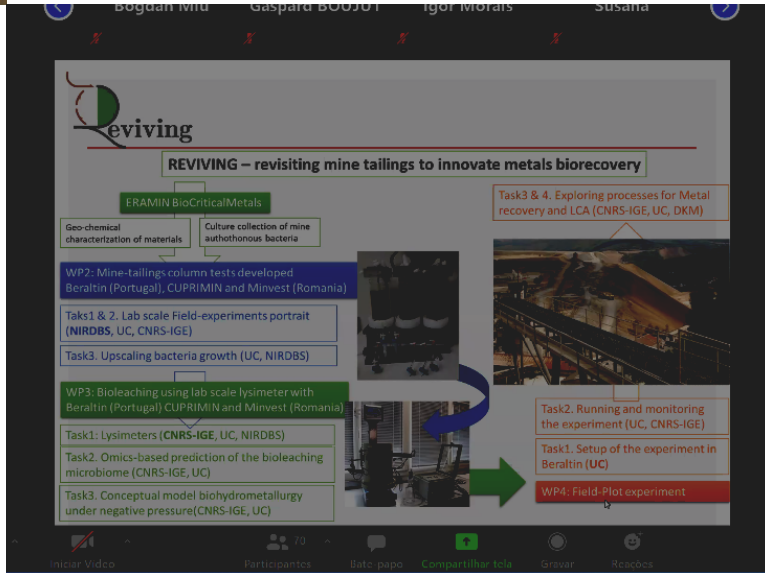 Bogdan Miu
Gaspard BOUJUT
Igor Morais
Susana
Reviving
REVIVING – revisiting mine tailings to innovate metals biorecovery
ERAMIN BioCriticalMetals
Geo-chemical
characterization of materials
Culture collection of mine
authothonous bacteria
WP2: Mine-tailings column tests developed
Beraltin (Portugal), CUPRIMIN and Minvest (Romania)
Taks1 & 2. Lab scale Field-experiments portrait
(NIRDBS, UC, CNRS-IGE)
Task3. Upscaling bacteria growth (UC, NIRDBS)
WP3: Bioleaching using lab scale lysimeter with
Beraltin (Portugal) CUPRIMIN and Minvest (Romania)
Task1: Lysimeters (CNRS-IGE, UC, NIRDBS)
Task2. Omics-based prediction of the bioleaching
microbiome (CNRS-IGE, UC)
Task3. Conceptual model biohydrometallurgy
under negative pressure(CNRS-IGE, UC)
Task3 & 4. Exploring processes for Metal
recovery and LCA (CNRS-IGE, UC, DKM)
Task2. Running and monitoring
the experiment (UC, CNRS-IGE)
Task1. Setup of the experiment in
Beraltin (UC)
WP4: Field-Plot experiment
Iniciar Vídeo
Participantes
70
Bate-papo
Compartilhar tela
Gravar
Reações